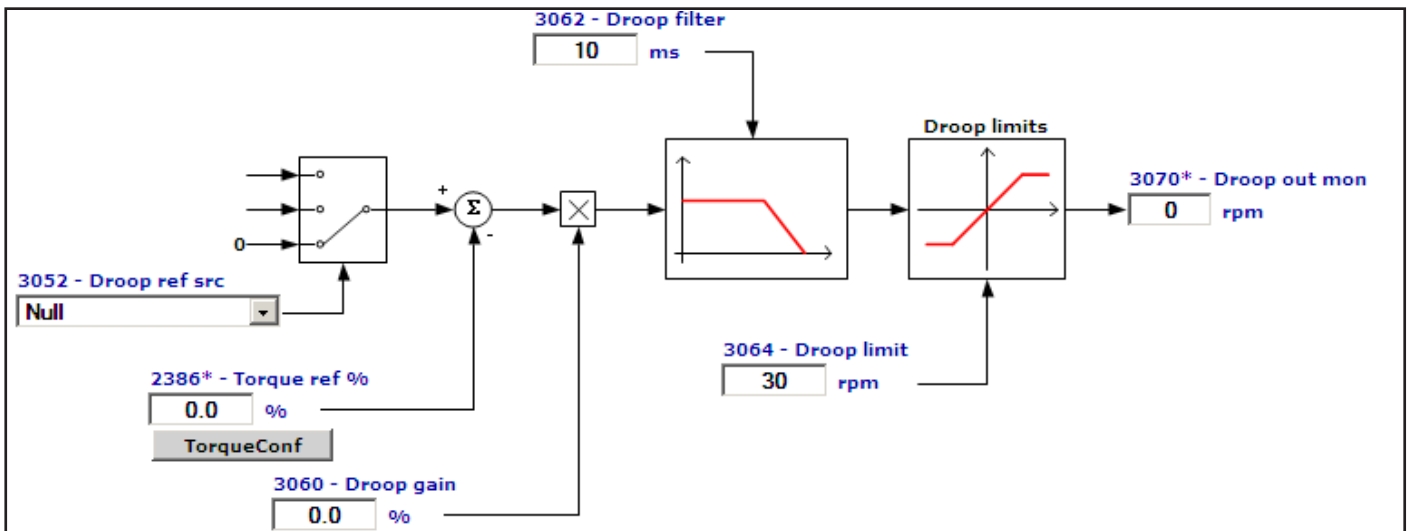 3062 - Droop filter
10 ms
Droop limits
3070* - Droop out mon
0 rpm
+
Σ
-
0
3052 - Droop ref src
Null
3064 - Droop limit
30 rpm
2386* - Torque ref %
0.0 %
TorqueConf
3060 - Droop gain
0.0 %